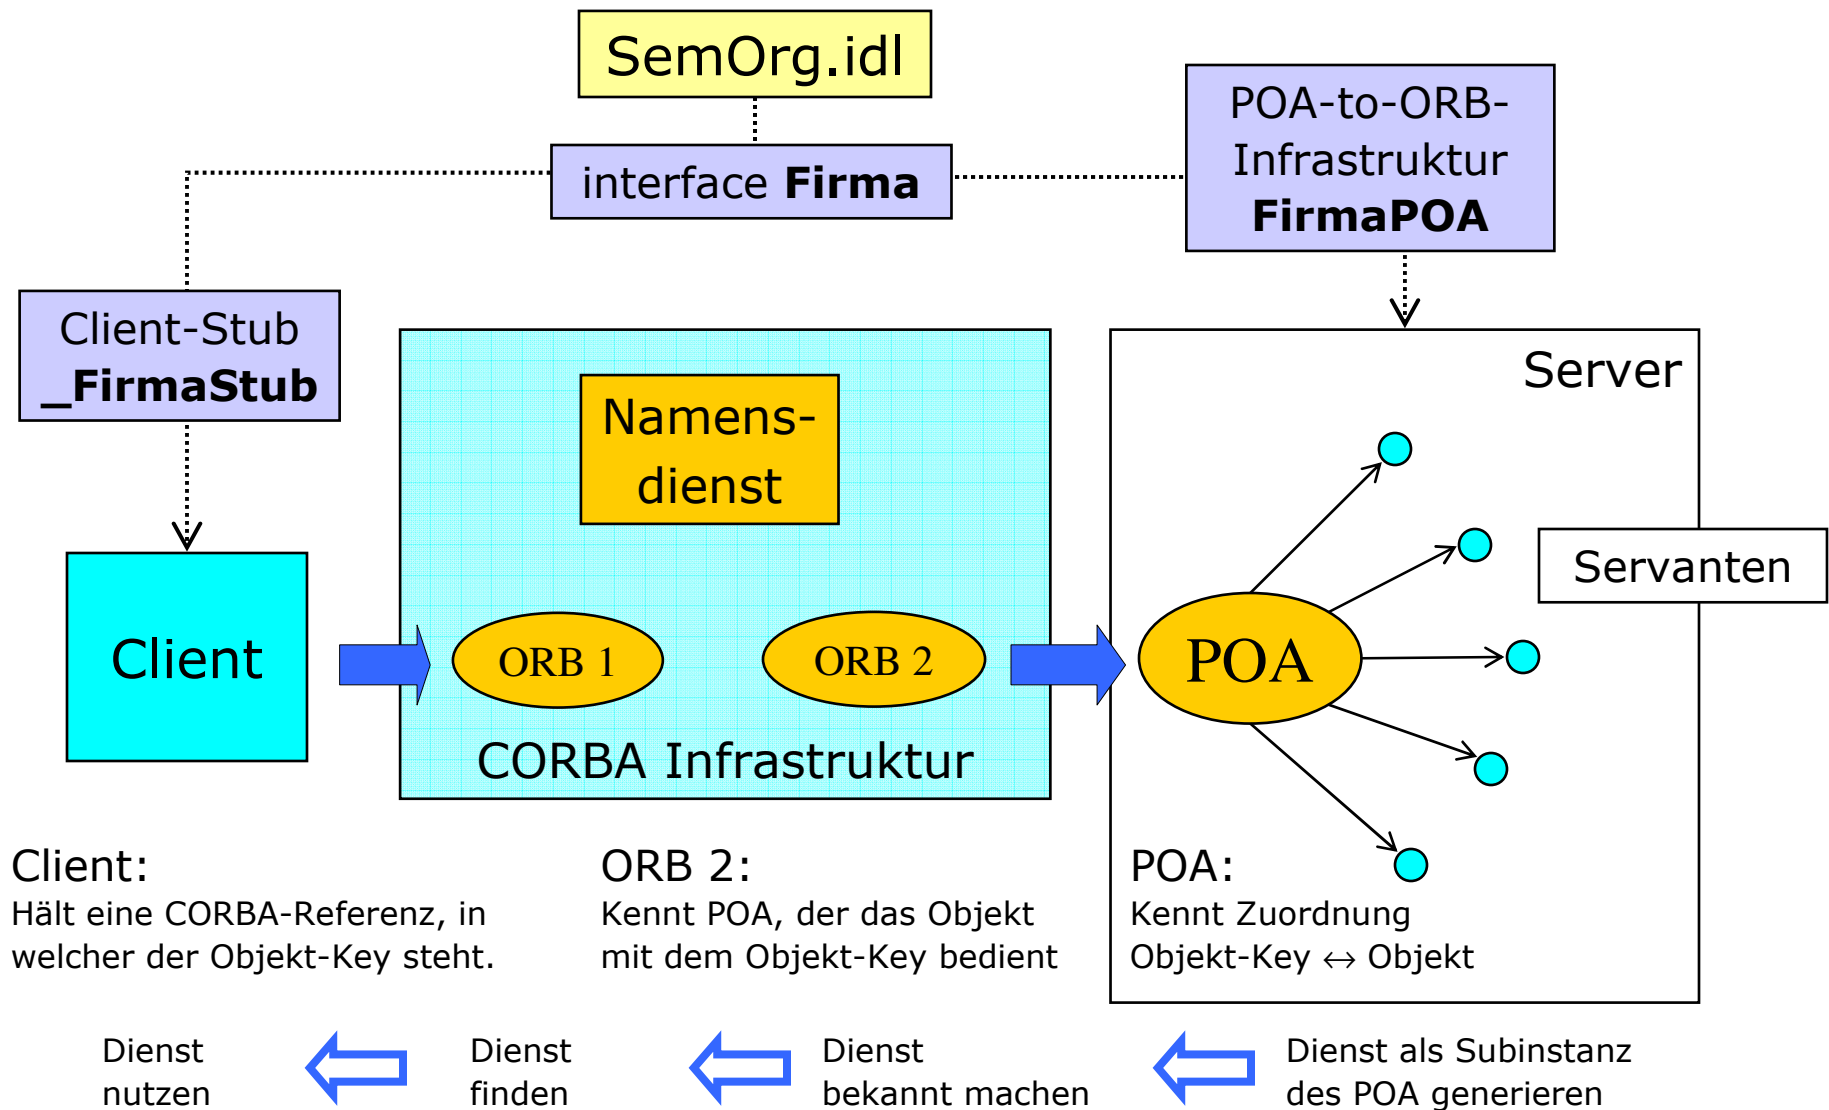 SemOrg.idl
interface Firma
POA-to-ORB-
Infrastruktur
FirmaPOA
Client-Stub
_FirmaStub
Server
Namens-
dienst
Servanten
Client
ORB 1
ORB 2
POA
CORBA Infrastruktur
Client:
Hält eine CORBA-Referenz, in
welcher der Objekt-Key steht.
ORB 2:
Kennt POA, der das Objekt
mit dem Objekt-Key bedient
POA:
Kennt Zuordnung
Objekt-Key ↔ Objekt
Dienst
nutzen
Dienst
finden
Dienst
bekannt machen
Dienst als Subinstanz
des POA generieren